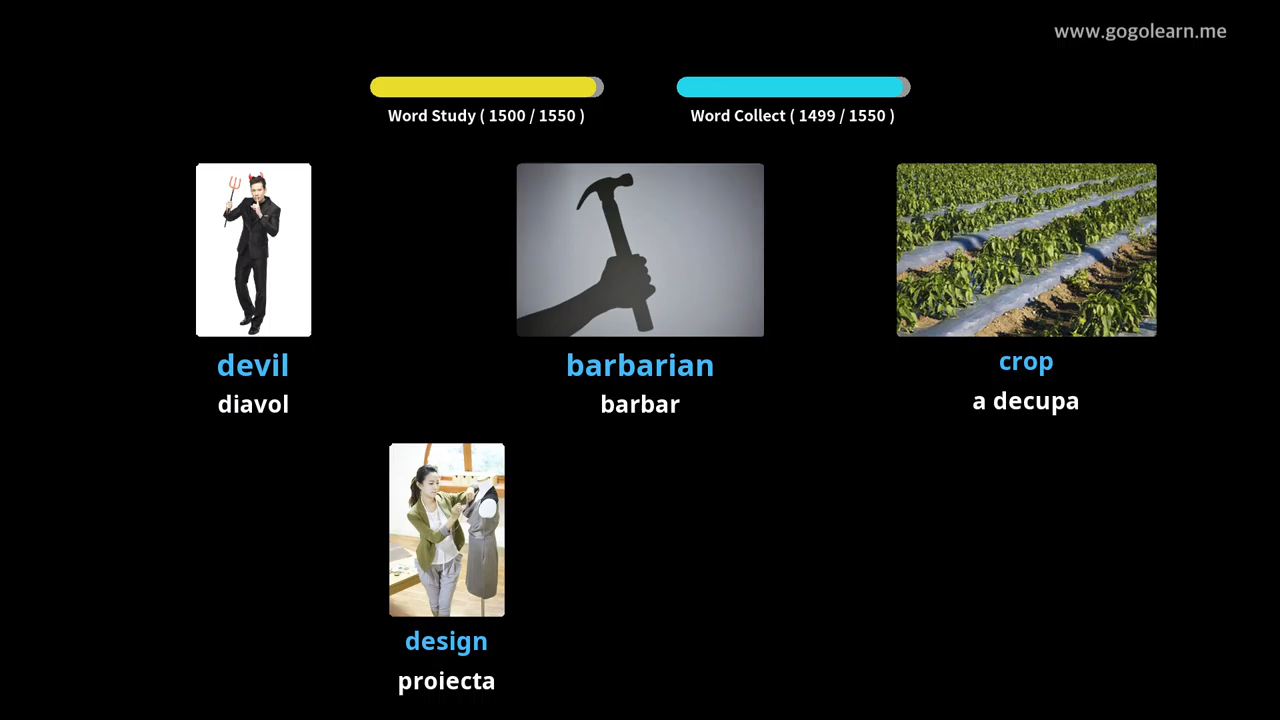 www.gogolearn.me
Word Study ( 1500 / 1550 )
Word Collect ( 1499 / 1550 )
devil
diavol
barbarian
barbar
crop
a decupa
design
proiecta